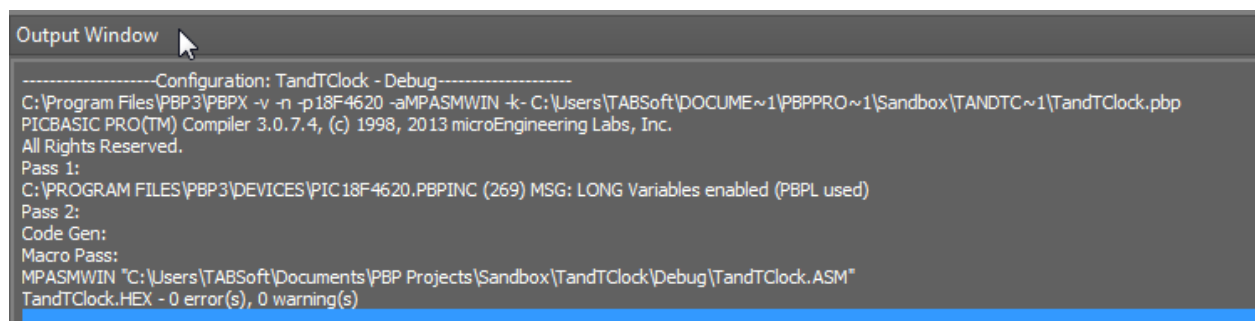 Output Window
--------------------Configuration: TandTClock - Debug--------------------
C:\Program Files\PBP3\PBPX -v -n -p18F4620 -aMPASMWIN -k- C:\Users\TABSoft\DOCUME~1\PBPPRO~1\Sandbox\TANDTC~1\TandTClock.pbp
PICBASIC PRO(TM) Compiler 3.0.7.4, (c) 1998, 2013 microEngineering Labs, Inc.
All Rights Reserved.
Pass 1:
C:\PROGRAM FILES\PBP3\DEVICES\PIC18F4620.PBPINC (269) MSG: LONG Variables enabled (PBPL used)
Pass 2:
Code Gen:
Macro Pass:
MPASMWIN "C:\Users\TABSoft\Documents\PBP Projects\Sandbox\TandTClock\Debug\TandTClock.ASM"
TandTClock.HEX - 0 error(s), 0 warning(s)